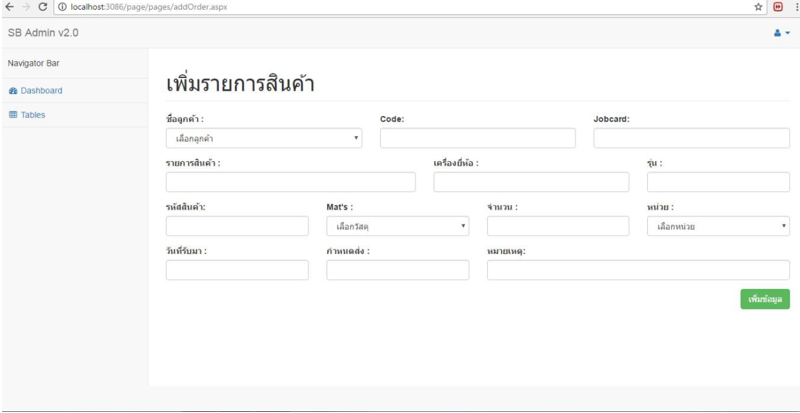 localhost:3086/page/pages/addOrder.aspx
SB Admin v2.0
Navigator Bar
Dashboard
Tables
เพิ่มรายการสินค้า
ชื่อลูกค้า : Code: Jobcard:
เลือกลูกค้า
รายการสินค้า : เครื่องยี่ห้อ : รุ่น :
รหัสสินค้า: Mat's : จำนวน : หน่วย :
เลือกวัสดุ เลือกหน่วย
วันที่รับมา : กำหนดส่ง : หมายเหตุ:
เพิ่มข้อมูล